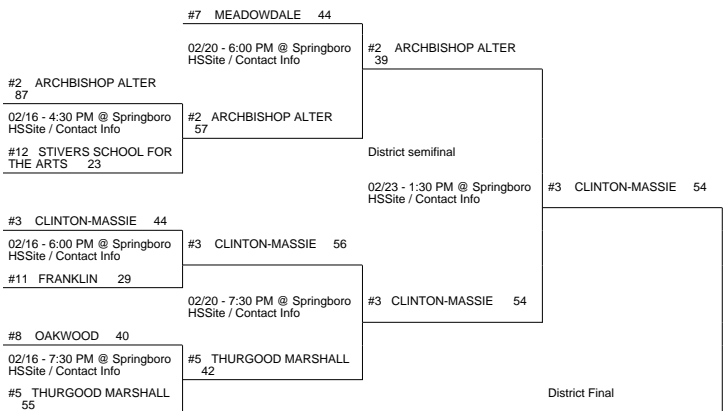 #7 MEADOWDALE 44
02/20 - 6:00 PM @ Springboro
HSSite / Contact Info
#2 ARCHBISHOP ALTER
39
#2 ARCHBISHOP ALTER
87
02/16 - 4:30 PM @ Springboro
HSSite / Contact Info
#2 ARCHBISHOP ALTER
57
#12 STIVERS SCHOOL FOR
THE ARTS 23
District semifinal
02/23 - 1:30 PM @ Springboro
HSSite / Contact Info
#3 CLINTON-MASSIE 54
#3 CLINTON-MASSIE 44
02/16 - 6:00 PM @ Springboro
HSSite / Contact Info
#3 CLINTON-MASSIE 56
#11 FRANKLIN 29
02/20 - 7:30 PM @ Springboro
HSSite / Contact Info
#3 CLINTON-MASSIE 54
#8 OAKWOOD 40
02/16 - 7:30 PM @ Springboro
HSSite / Contact Info
#5 THURGOOD MARSHALL
42
#5 THURGOOD MARSHALL
55
District Final